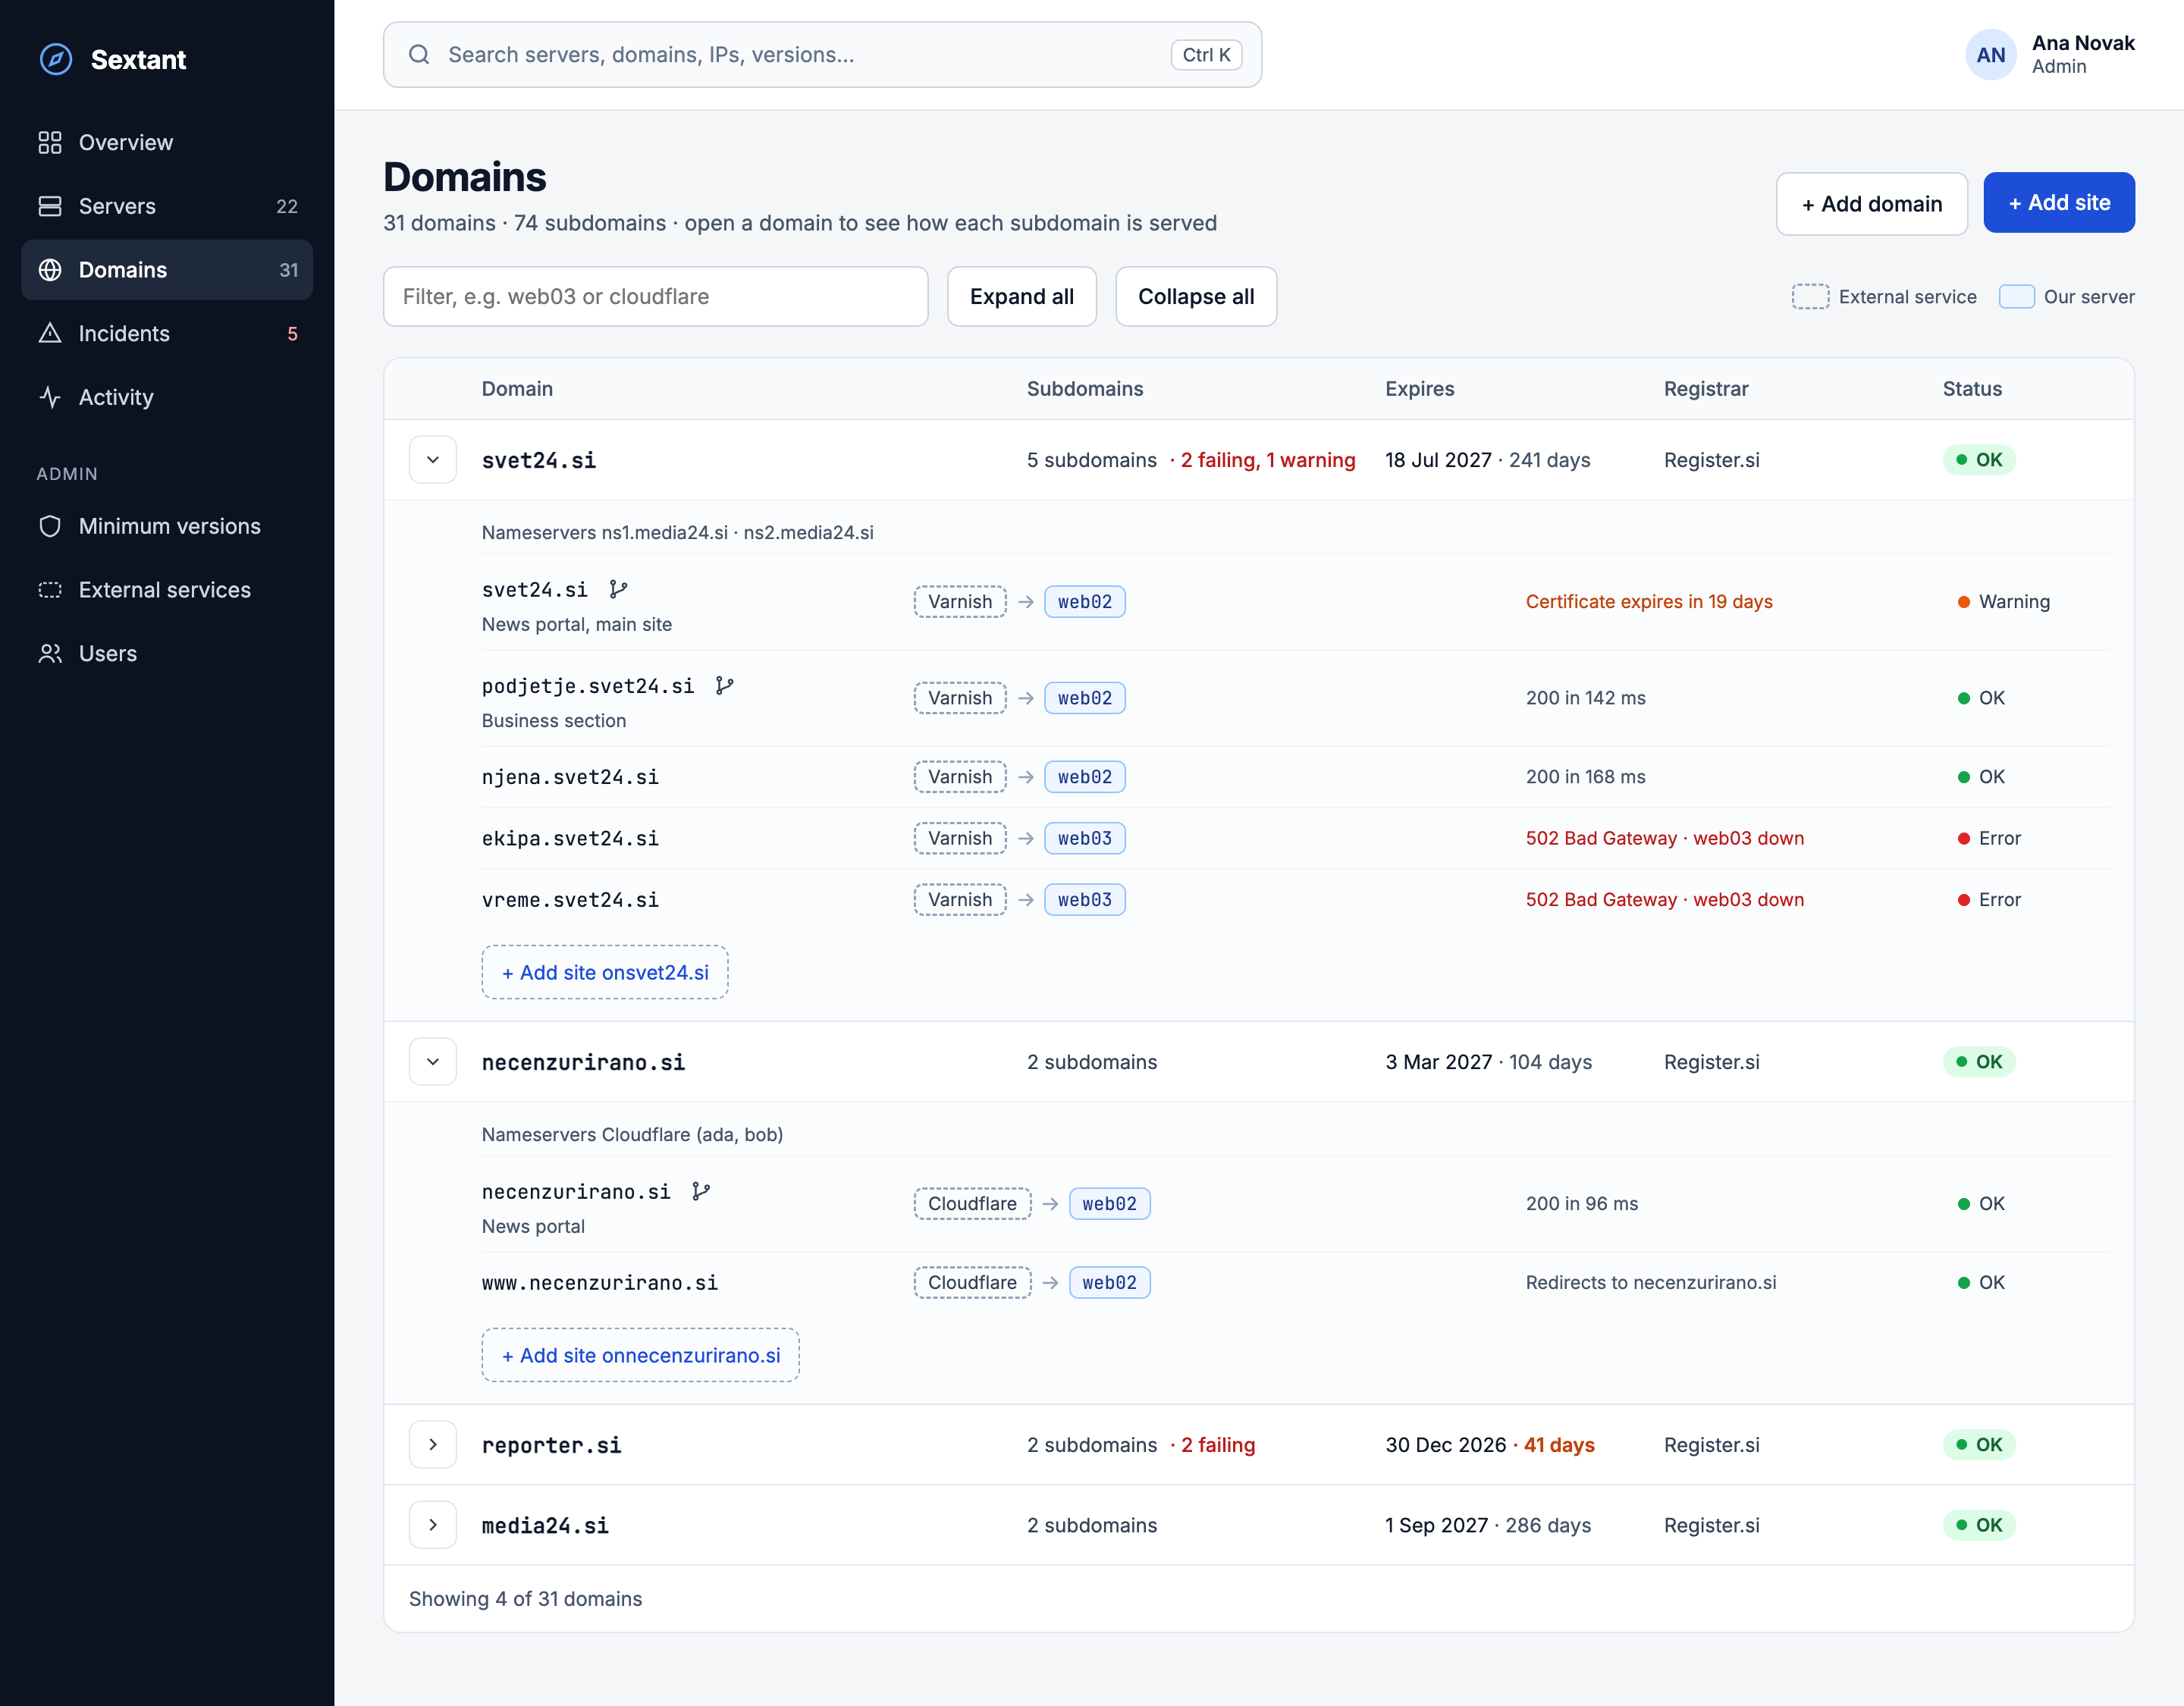 Sextant
Search servers, domains, IPs, versions...
Ctrl K
AN
Ana Novak
Admin
Overview
Servers 22
Domains 31
Incidents 5
Activity
ADMIN
Minimum versions
External services
Users
Domains
31 domains · 74 subdomains · open a domain to see how each subdomain is served
+ Add domain
+ Add site
Filter, e.g. web03 or cloudflare
Expand all
Collapse all
External service
Our server
Domain Subdomains Expires Registrar Status
svet24.si 5 subdomains · 2 failing, 1 warning 18 Jul 2027 · 241 days Register.si OK
Nameservers ns1.media24.si · ns2.media24.si
svet24.si Varnish → web02 Certificate expires in 19 days Warning
News portal, main site
podjetje.svet24.si Varnish → web02 200 in 142 ms OK
Business section
njena.svet24.si Varnish → web02 200 in 168 ms OK
ekipa.svet24.si Varnish → web03 502 Bad Gateway · web03 down Error
vreme.svet24.si Varnish → web03 502 Bad Gateway · web03 down Error
+ Add site onsvet24.si
necenzurirano.si 2 subdomains 3 Mar 2027 · 104 days Register.si OK
Nameservers Cloudflare (ada, bob)
necenzurirano.si Cloudflare → web02 200 in 96 ms OK
News portal
www.necenzurirano.si Cloudflare → web02 Redirects to necenzurirano.si OK
+ Add site onnecenzurirano.si
reporter.si 2 subdomains · 2 failing 30 Dec 2026 · 41 days Register.si OK
media24.si 2 subdomains 1 Sep 2027 · 286 days Register.si OK
Showing 4 of 31 domains